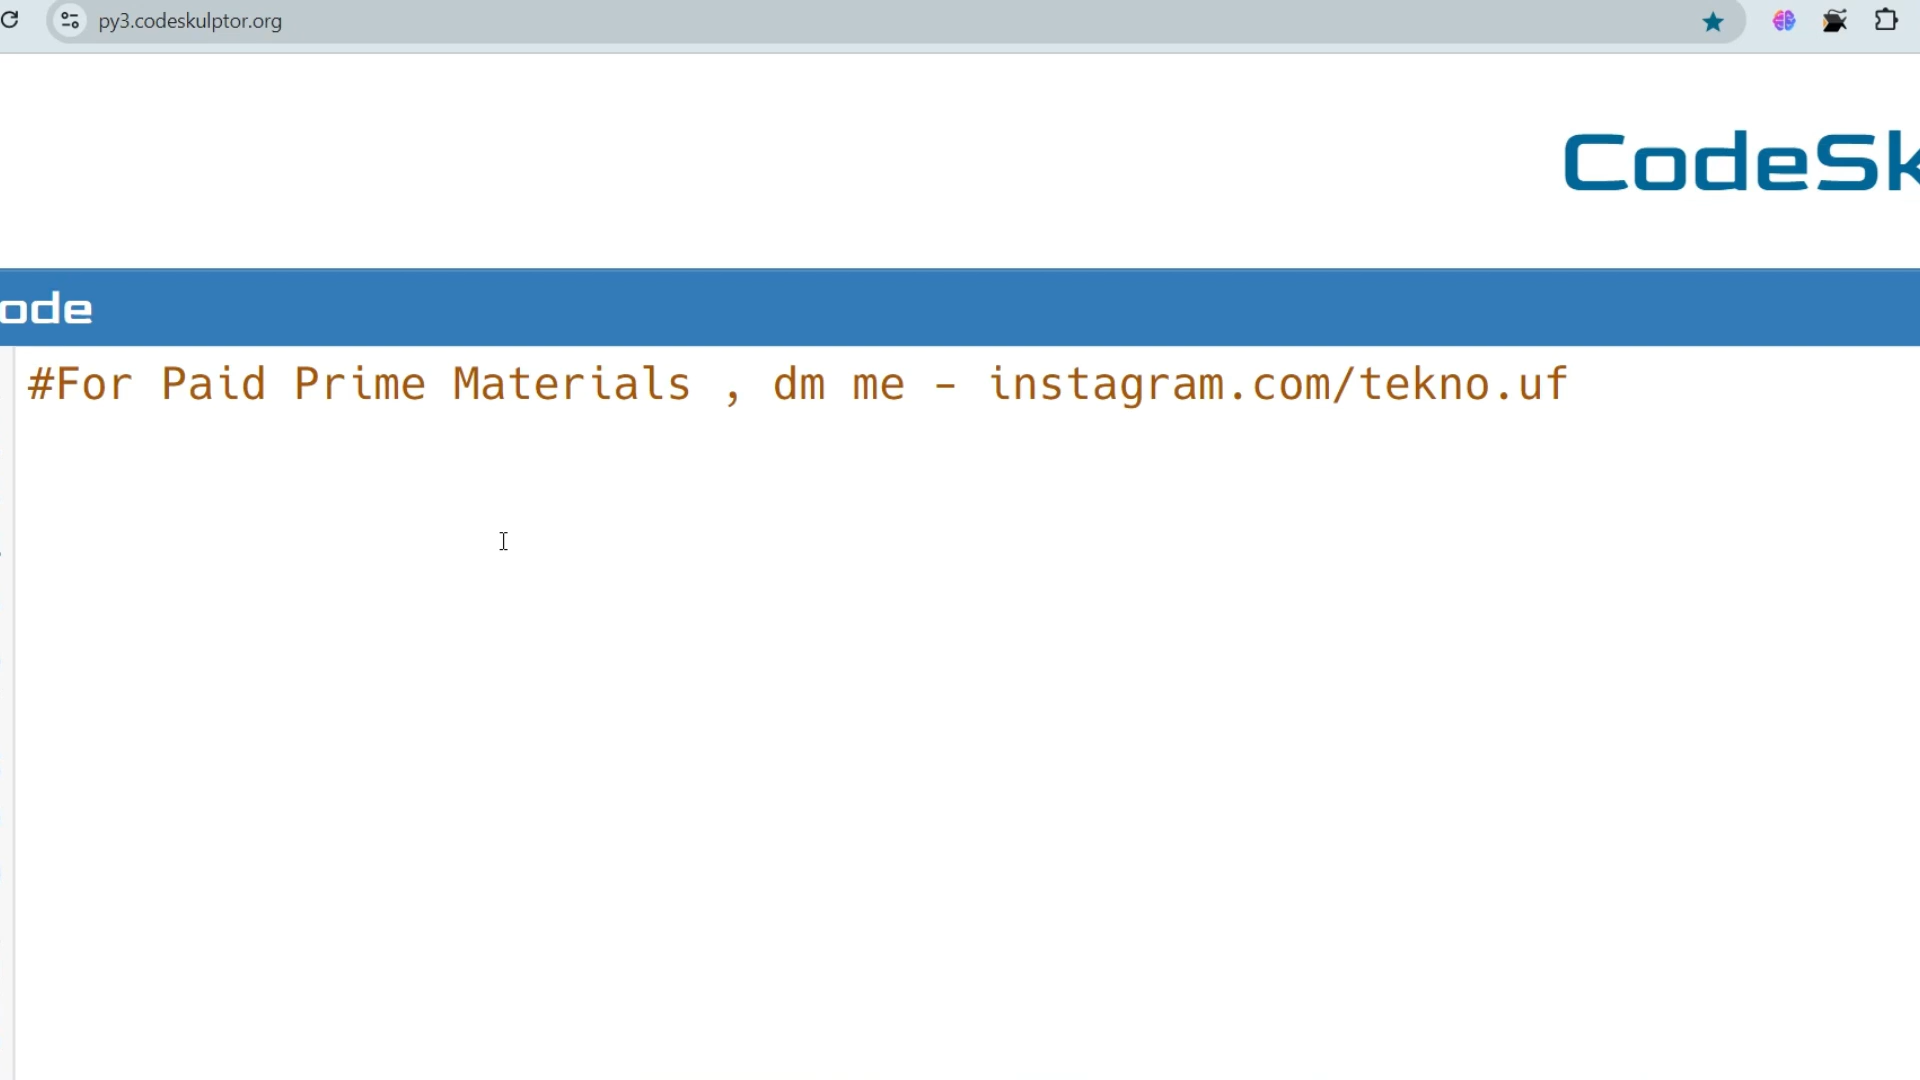 py3.codeskulptor.org
CodeSk
ode
#For Paid Prime Materials , dm me - instagram.com/tekno.uf